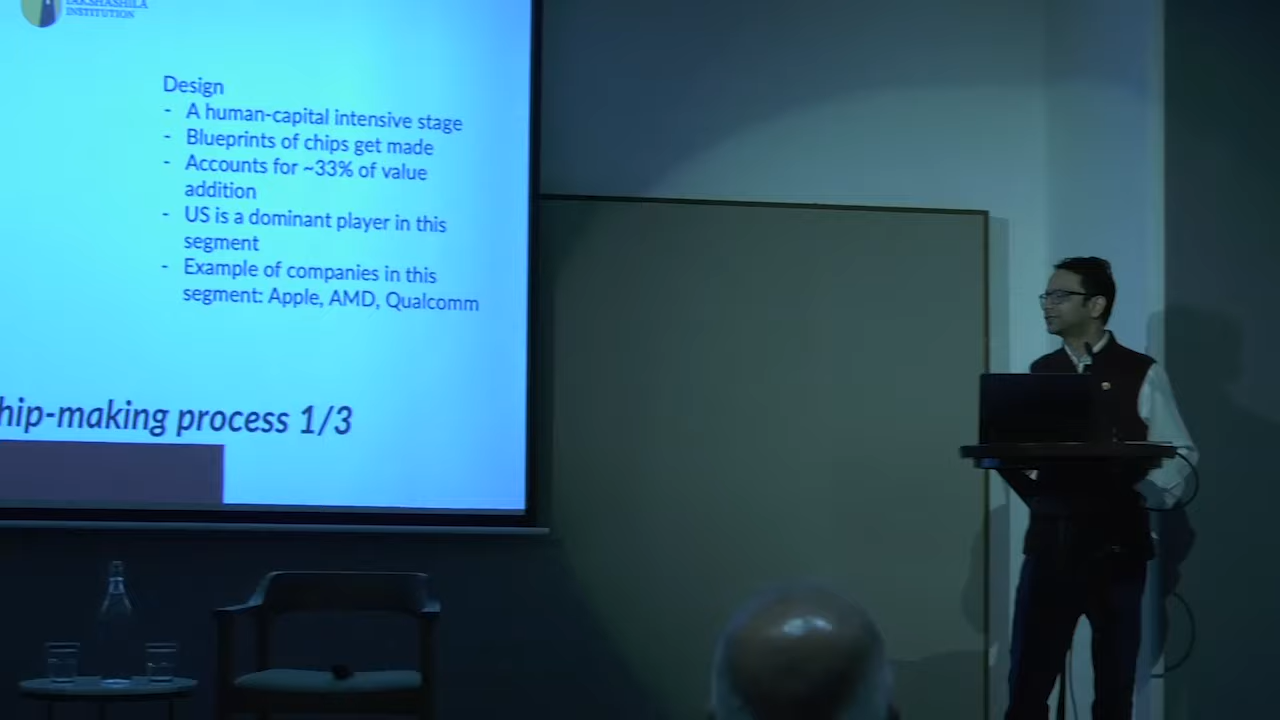 TAKSHASHILA
INSTITUTION
Design
- A human-capital intensive stage
- Blueprints of chips get made
- Accounts for ~33% of value
addition
- US is a dominant player in this
segment
- Example of companies in this
segment: Apple, AMD, Qualcomm
hip-making process 1/3